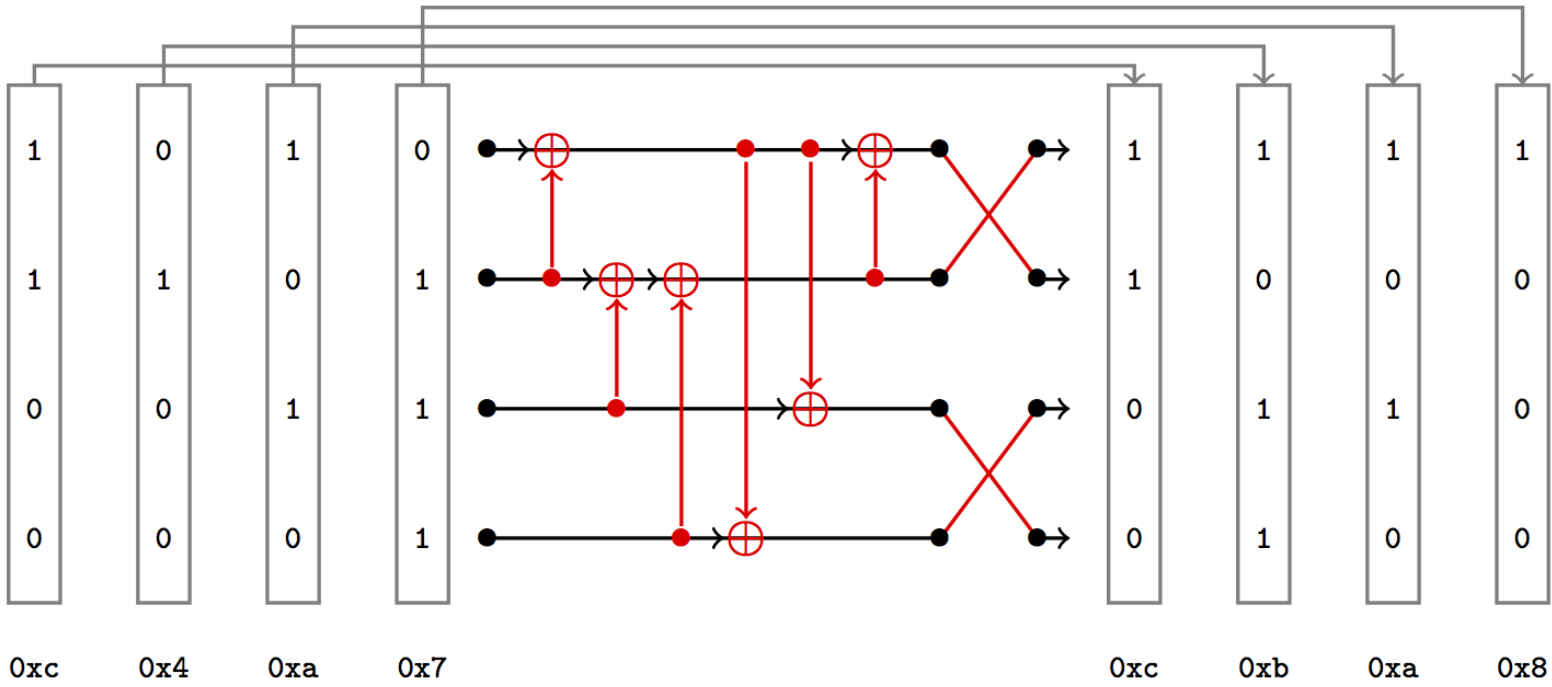 1 0 1 0 1 1 1 1
1 1 0 1 1 0 0 0
0 0 1 1 0 1 1 0
0 0 0 1 0 1 0 0
0xc 0x4 0xa 0x7 0xc 0xb 0xa 0x8